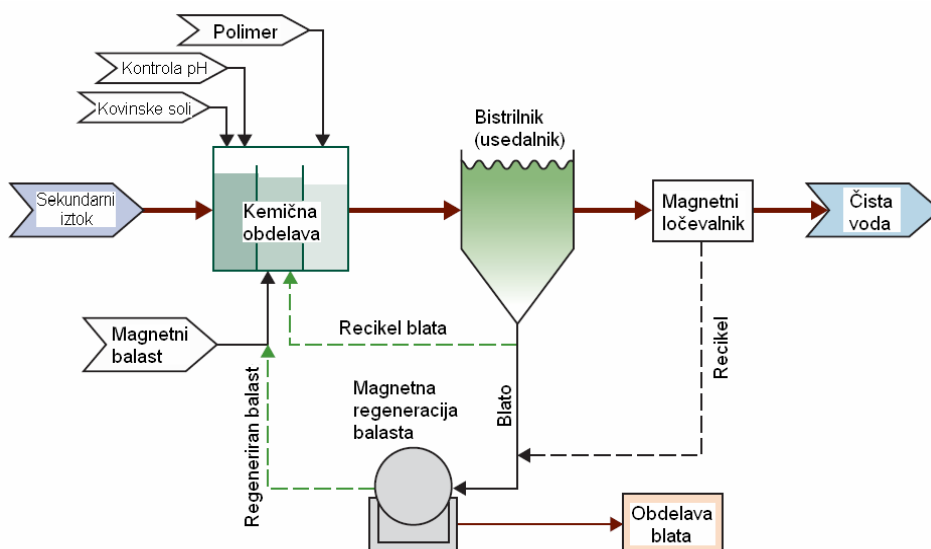 Polimer
Kontrola pH
Kovinske soli
Bistrilnik
(usedalnik)
Sekundarni
iztok
Kemična
obdelava
Magnetni
ločevalnik
Čista
voda
Magnetni
balast
Recikel blata
Recikel
Regeneriran balast
Magnetna
regeneracija
balasta
Blato
Obdelava
blata